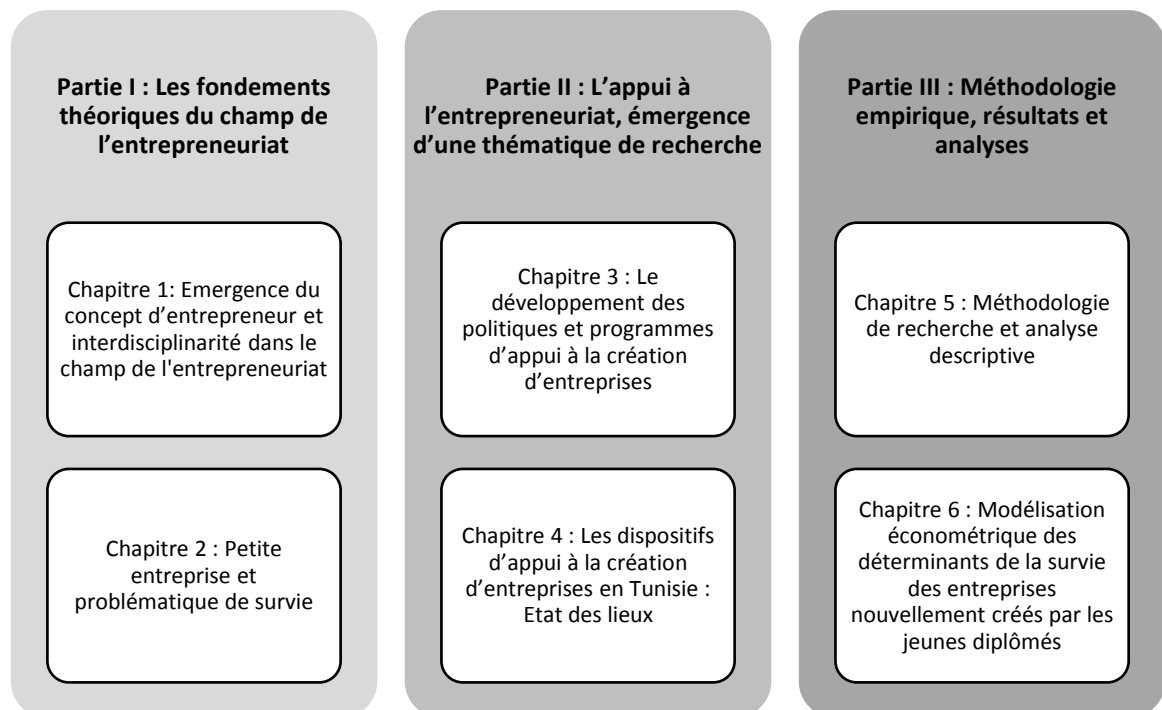 Partie I : Les fondements
théoriques du champ de
l’entrepreneuriat
Chapitre 1: Emergence du
concept d’entrepreneur et
interdisciplinarité dans le
champ de l'entrepreneuriat
Chapitre 2 : Petite
entreprise et
problématique de survie
Partie II : L’appui à
l’entrepreneuriat, émergence
d’une thématique de recherche
Chapitre 3 : Le
développement des
politiques et programmes
d’appui à la création
d’entreprises
Chapitre 4 : Les dispositifs
d’appui à la création
d’entreprises en Tunisie :
Etat des lieux
Partie III : Méthodologie
empirique, résultats et
analyses
Chapitre 5 : Méthodologie
de recherche et analyse
descriptive
Chapitre 6 : Modélisation
économétrique des
déterminants de la survie
des entreprises
nouvellement créés par les
jeunes diplômés